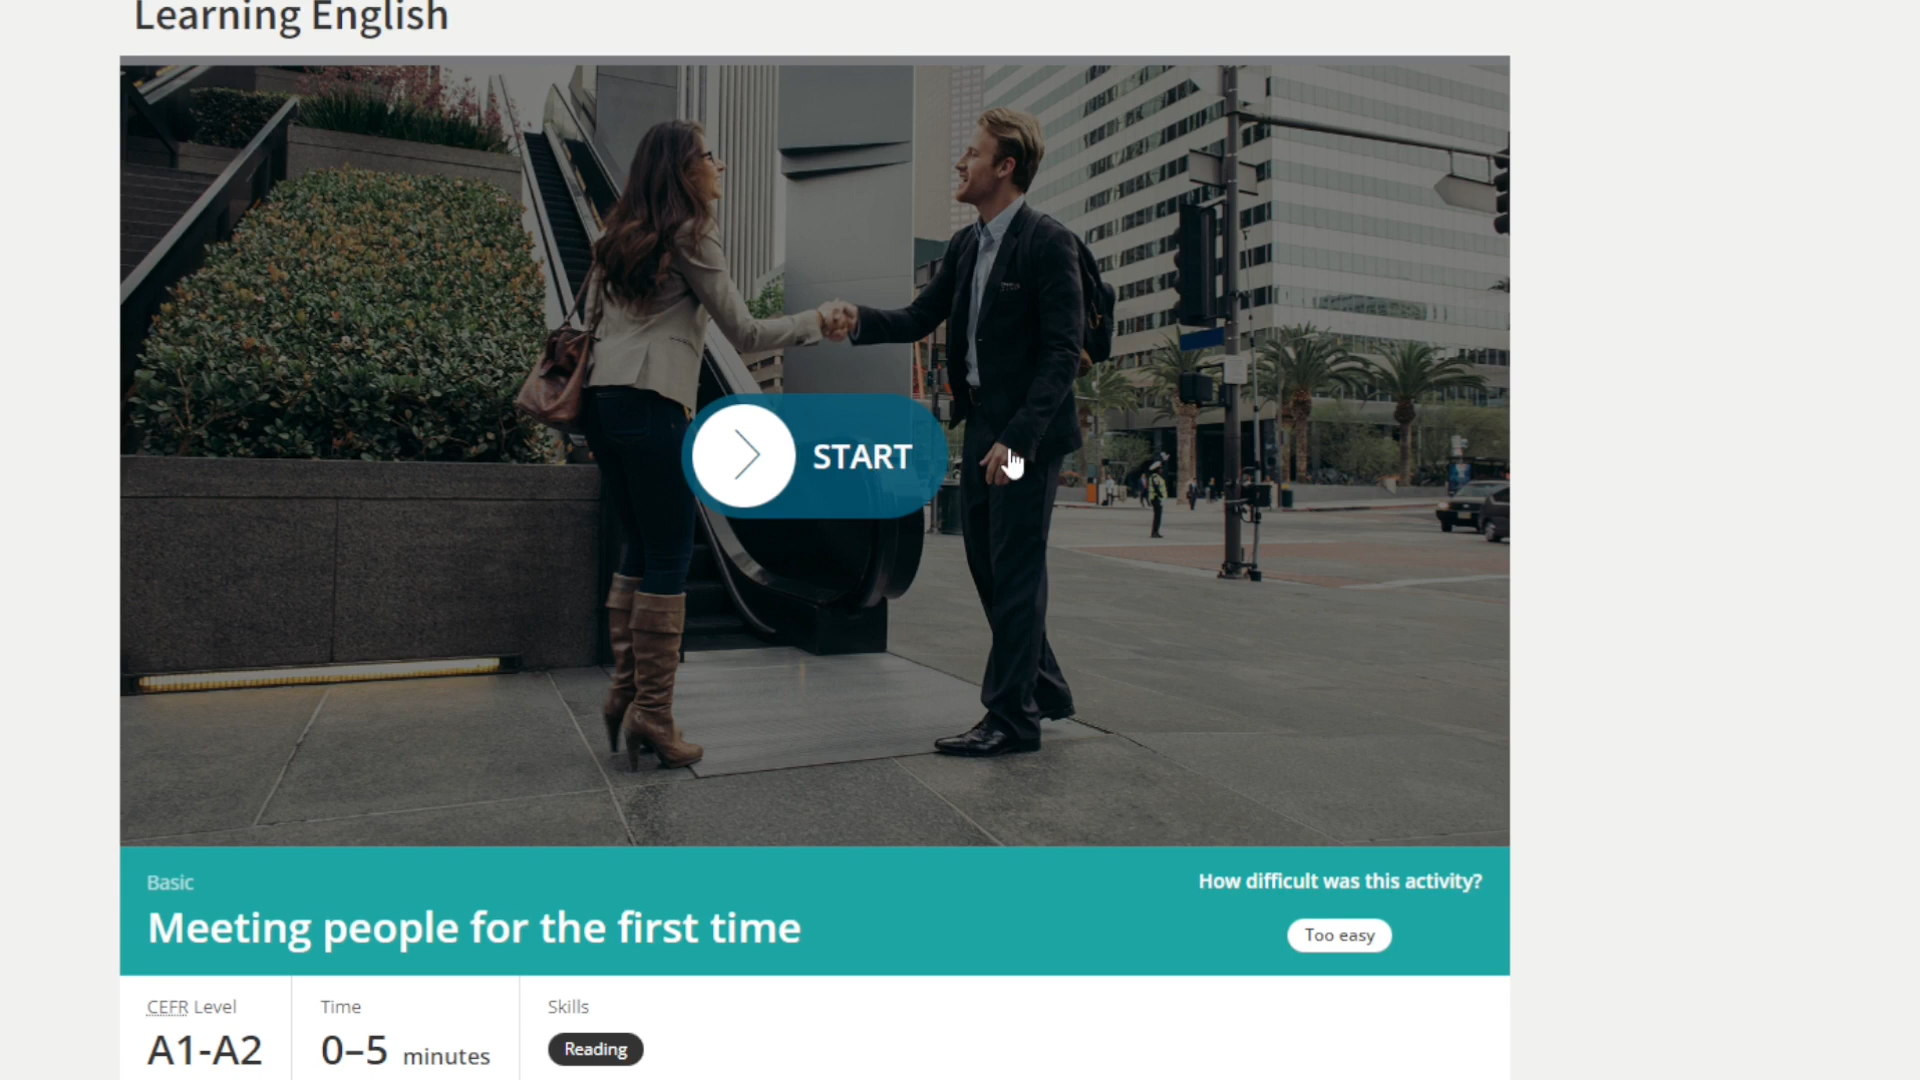 Learning English
START
Basic
Meeting people for the first time
How difficult was this activity?
Too easy
CEFR Level
A1-A2
Time
0–5 minutes
Skills
Reading